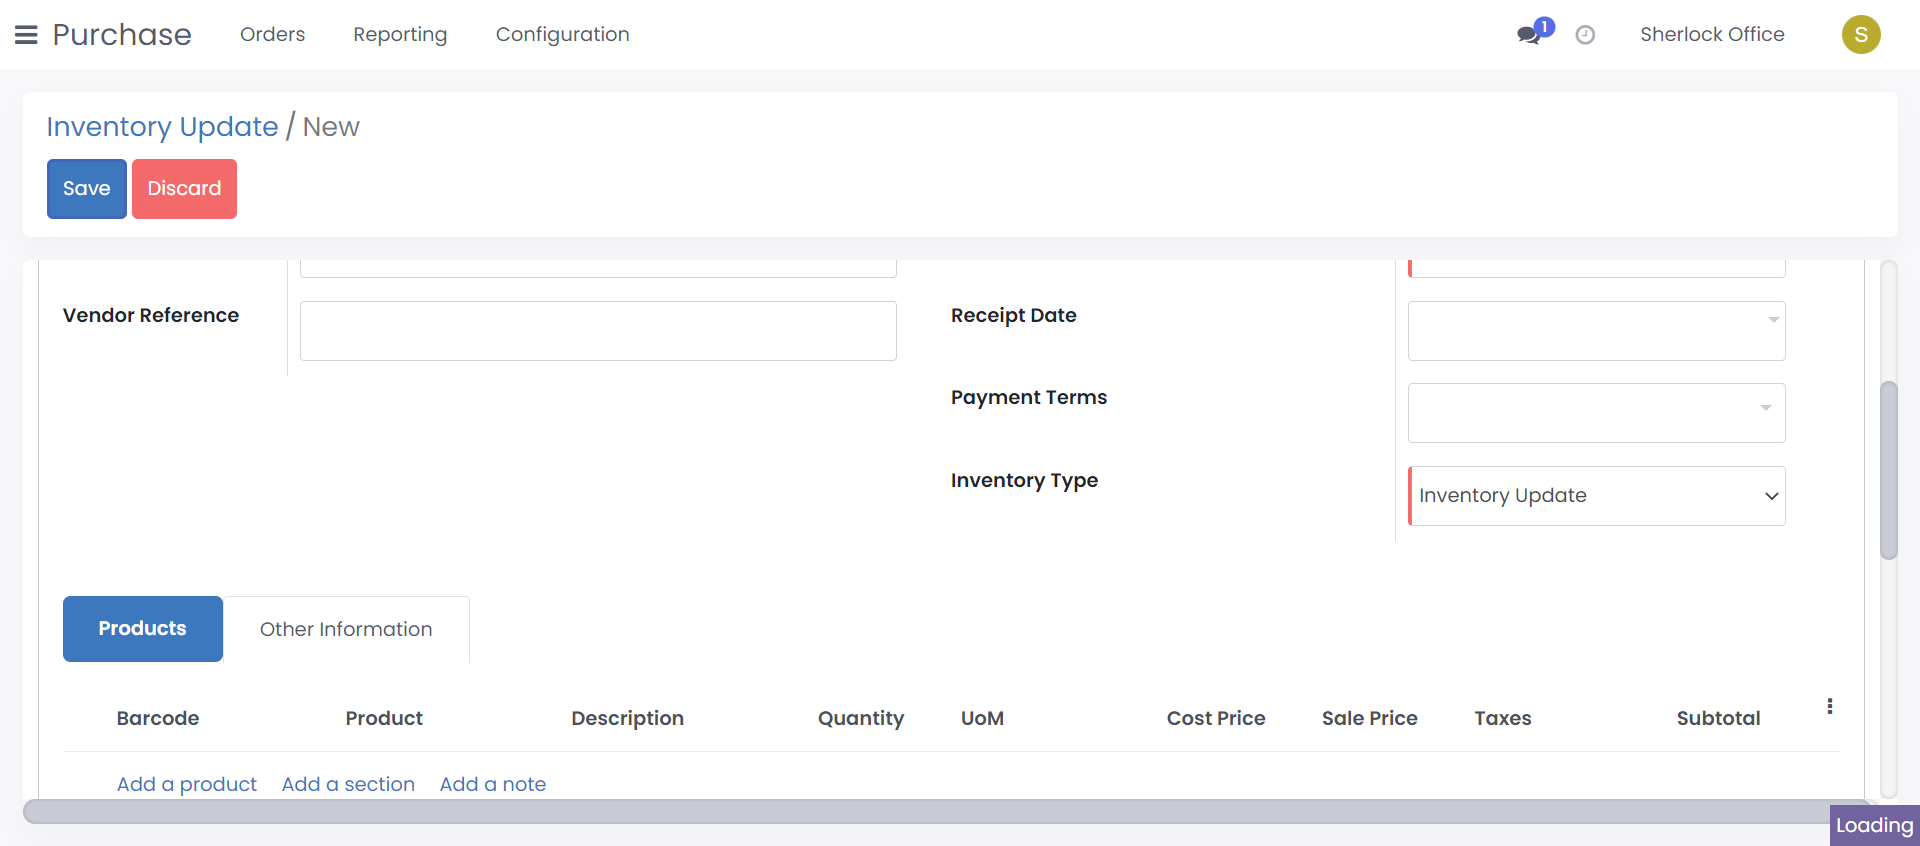 Purchase Orders Reporting Configuration 1 Sherlock Office S
Inventory Update / New
Save Discard
Vendor Reference Receipt Date
Payment Terms
Inventory Type Inventory Update
Products Other Information
Barcode Product Description Quantity UoM Cost Price Sale Price Taxes Subtotal
Add a product Add a section Add a note
Loading